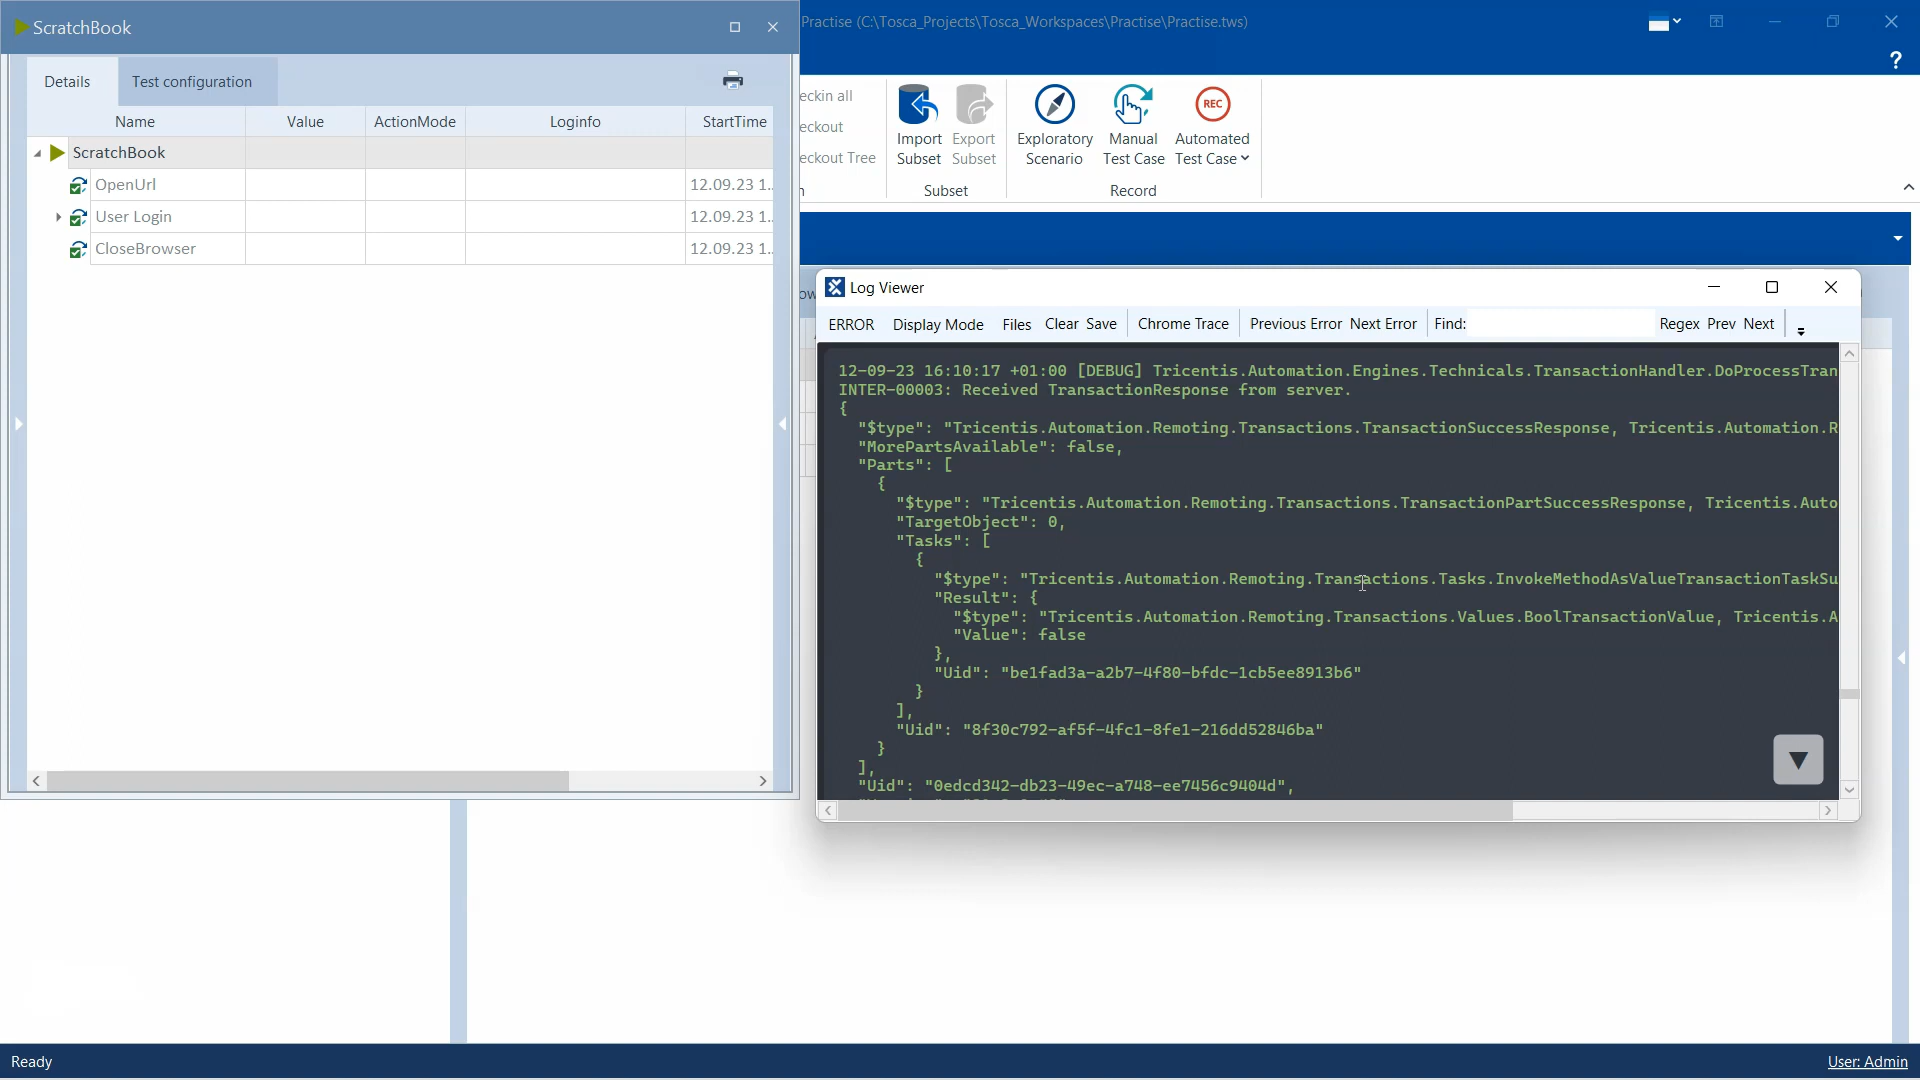 ScratchBook
Practise (C:\Tosca_Projects\Tosca_Workspaces\Practise\Practise.tws)
?
Details
Test configuration
Name
Value
ActionMode
Loginfo
StartTime
ScratchBook
OpenUrl
12.09.23 1..
User Login
12.09.23 1..
CloseBrowser
12.09.23 1..
eckin all
eckout
eckout Tree
Import Subset
Export Subset
Subset
Exploratory Scenario
Manual Test Case
REC
Automated Test Case
Record
Log Viewer
ERROR
Display Mode
Files
Clear
Save
Chrome Trace
Previous Error
Next Error
Find:
Regex
Prev
Next
12-09-23 16:10:17 +01:00 [DEBUG] Tricentis.Automation.Engines.Technicals.TransactionHandler.DoProcessTran
INTER-00003: Received TransactionResponse from server.
{
"$type": "Tricentis.Automation.Remoting.Transactions.TransactionSuccessResponse, Tricentis.Automation.R
"MorePartsAvailable": false,
"Parts": [
{
"$type": "Tricentis.Automation.Remoting.Transactions.TransactionPartSuccessResponse, Tricentis.Auto
"TargetObject": 0,
"Tasks": [
{
"$type": "Tricentis.Automation.Remoting.Transactions.Tasks.InvokeMethodAsValueTransactionTaskSu
"Result": {
"$type": "Tricentis.Automation.Remoting.Transactions.Values.BoolTransactionValue, Tricentis.A
"Value": false
},
"Uid": "be1fad3a-a2b7-4f80-bfdc-1cb5ee8913b6"
}
],
"Uid": "8f30c792-af5f-4fc1-8fe1-216dd52846ba"
}
],
"Uid": "0edcd342-db23-49ec-a748-ee7456c9404d",
Ready
User: Admin